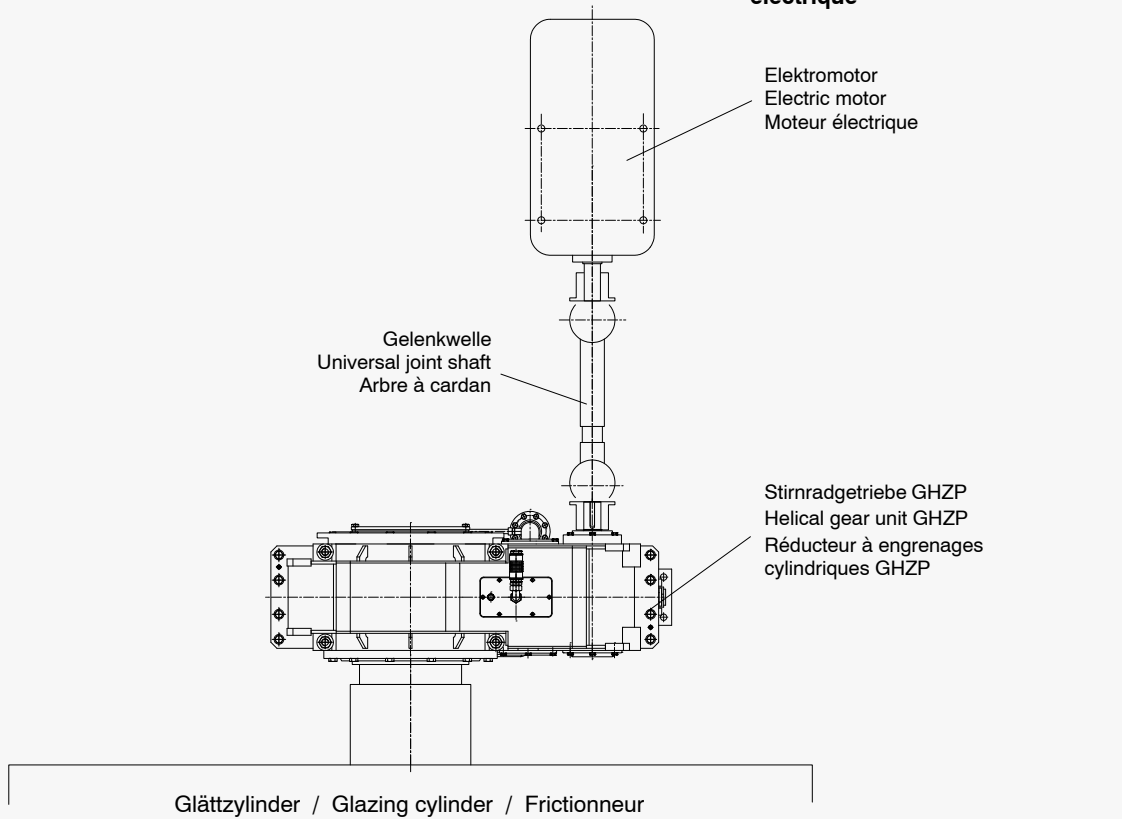 électrique
Elektromotor
Electric motor
Moteur électrique
Gelenkwelle
Universal joint shaft
Arbre à cardan
Stirnradgetriebe GHZP
Helical gear unit GHZP
Réducteur à engrenages
cylindriques GHZP
Glättzylinder / Glazing cylinder / Frictionneur